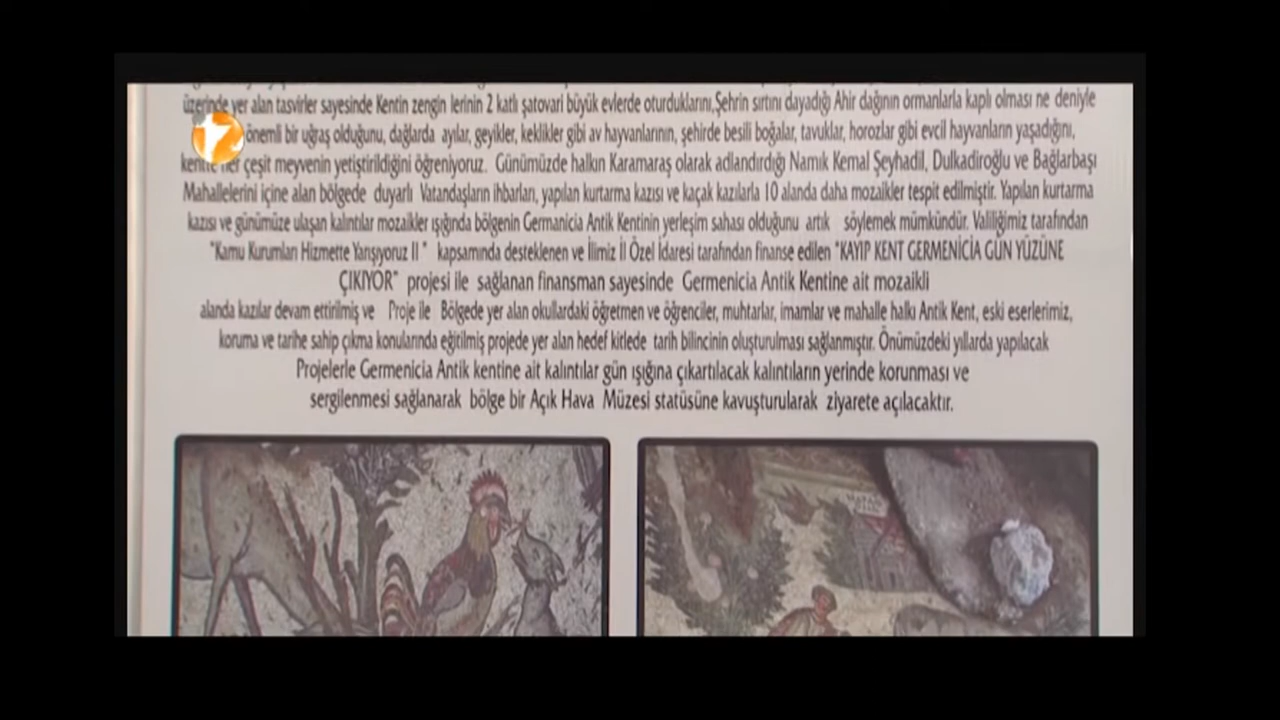 üzerinde yer alan tasvirler sayesinde Kentin zengin lerinin 2 katlı şatovari büyük evlerde oturduklarını,Şehrin sırtını dayadığı Ahir dağının ormanlarla kaplı olması ne deniyle
önemli bir uğraş olduğunu, dağlarda ayılar, geyikler, keklikler gibi av hayvanlarının, şehirde besili boğalar, tavuklar, horozlar gibi evcil hayvanların yaşadığını,
kentte her çeşit meyvenin yetiştirildiğini öğreniyoruz. Günümüzde halkın Karamaraş olarak adlandırdığı Namık Kemal Şeyhadil, Dulkadiroğlu ve Bağlarbaşı
Mahallelerini içine alan bölgede duyarlı Vatandaşların ihbarları, yapılan kurtarma kazısı ve kaçak kazılarla 10 alanda daha mozaikler tespit edilmiştir. Yapılan kurtarma
kazısı ve günümüze ulaşan kalıntılar mozaikler ışığında bölgenin Germanicia Antik Kentinin yerleşim sahası olduğunu artık söylemek mümkündür. Valiliğimiz tarafından
"Kamu Kurumları Hizmette Yarışıyoruz II " kapsamında desteklenen ve İlimiz İl Özel İdaresi tarafından finanse edilen "KAYIP KENT GERMENİCİA GÜN YÜZÜNE
ÇIKIYOR" projesi ile sağlanan finansman sayesinde Germenicia Antik Kentine ait mozaikli
alanda kazılar devam ettirilmiş ve Proje ile Bölgede yer alan okullardaki öğretmen ve öğrenciler, muhtarlar, imamlar ve mahalle halkı Antik Kent, eski eserlerimiz,
koruma ve tarihe sahip çıkma konularında eğitilmiş projede yer alan hedef kitlede tarih bilincinin oluşturulması sağlanmıştır. Önümüzdeki yıllarda yapılacak
Projelerle Germenicia Antik kentine ait kalıntılar gün ışığına çıkartılacak kalıntıların yerinde korunması ve
sergilenmesi sağlanarak bölge bir Açık Hava Müzesi statüsüne kavuşturularak ziyarete açılacaktır.